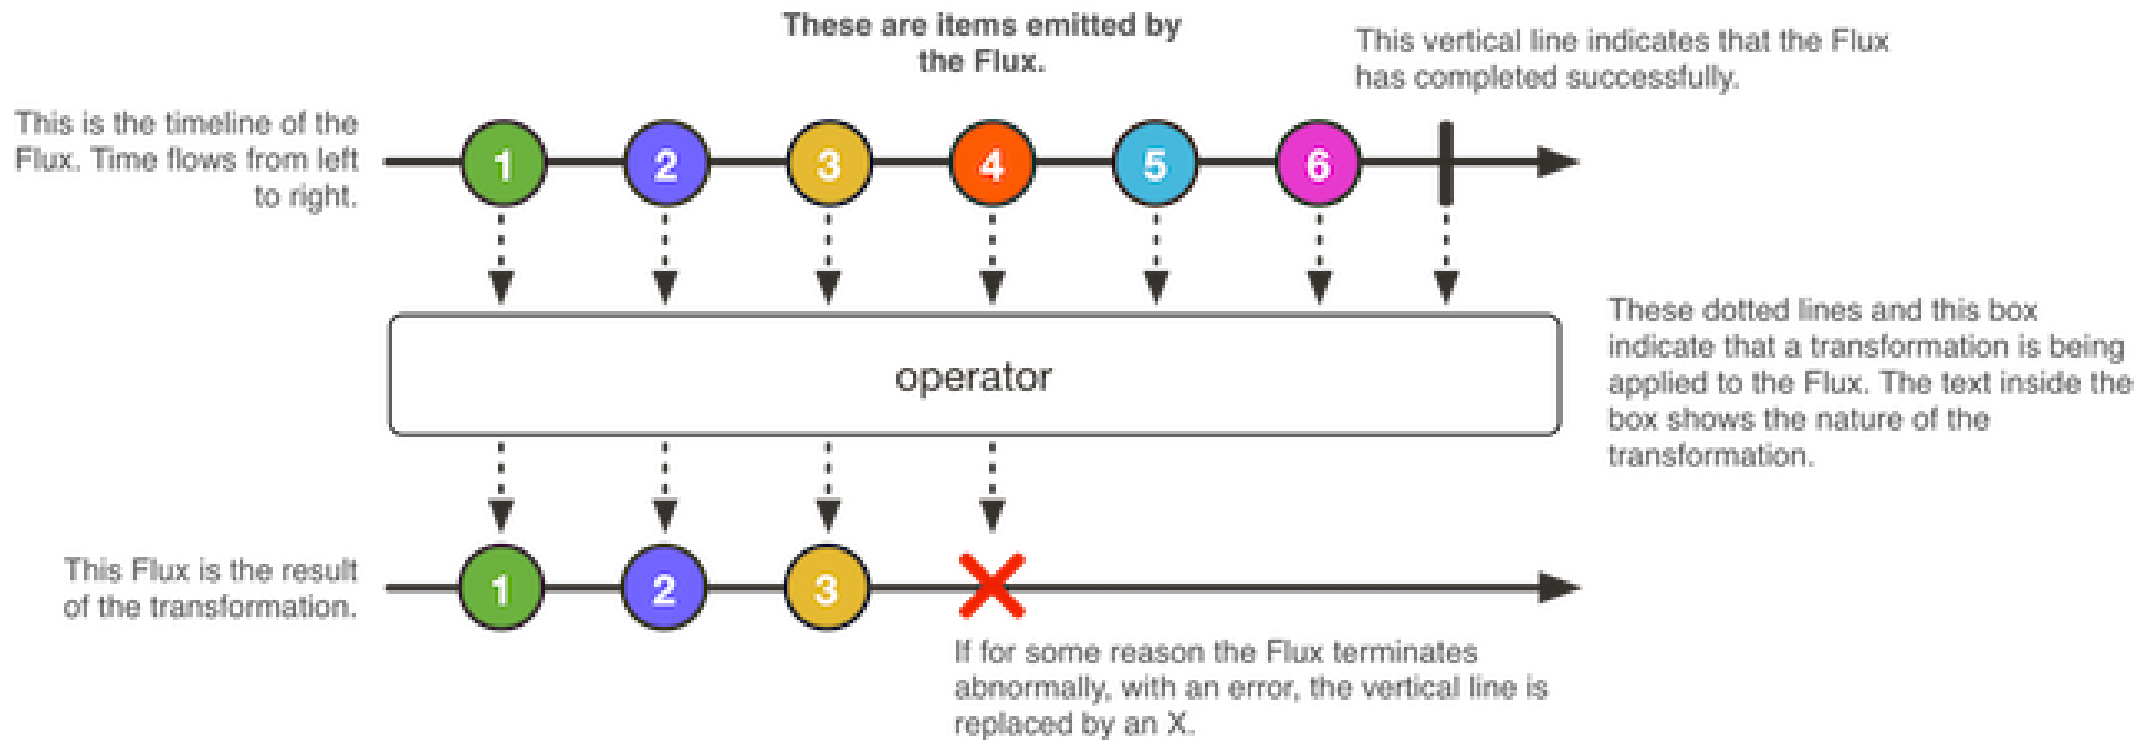 These are items emitted by
the Flux.
This vertical line indicates that the Flux
has completed successfully.
This is the timeline of the
Flux. Time flows from left
to right.
1 2 3 4 5 6
These dotted lines and this box
indicate that a transformation is being
applied to the Flux. The text inside the
box shows the nature of the
transformation.
operator
This Flux is the result
of the transformation.
1 2 3
If for some reason the Flux terminates
abnormally, with an error, the vertical line is
replaced by an X.